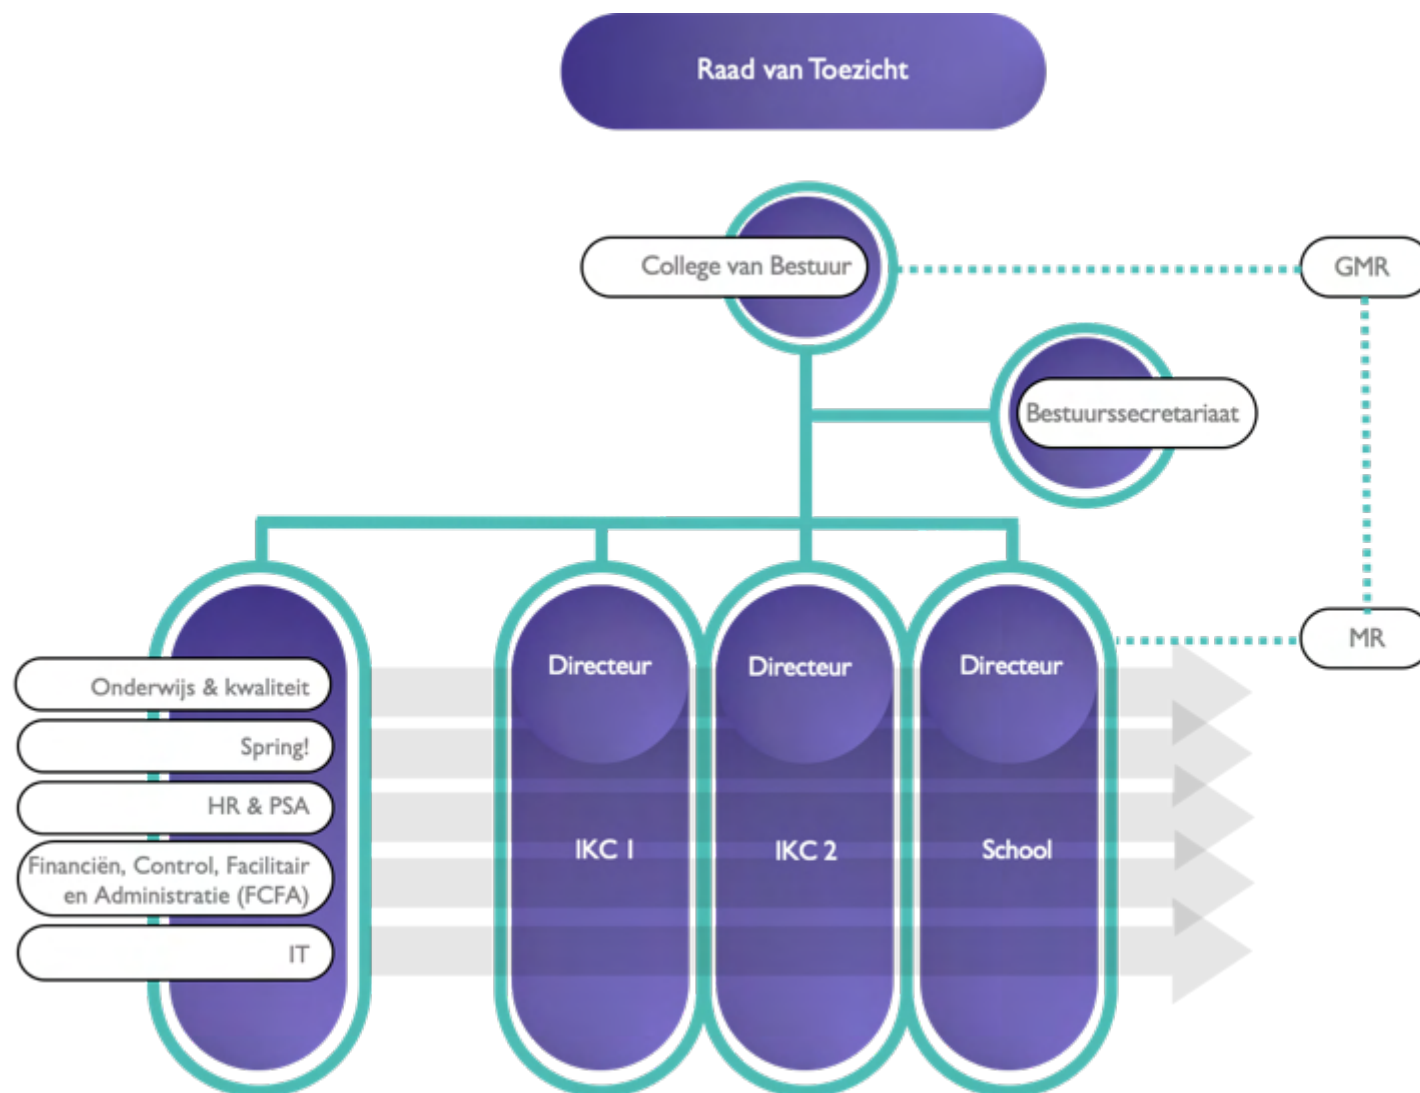 Raad van Toezicht
College van Bestuur
GMR
Bestuurssecretariaat
MR
Directeur
Directeur
Directeur
Onderwijs & kwaliteit
Spring!
HR & PSA
Financiën, Control, Facilitair
en Administratie (FCFA)
IT
IKC 1
IKC 2
School